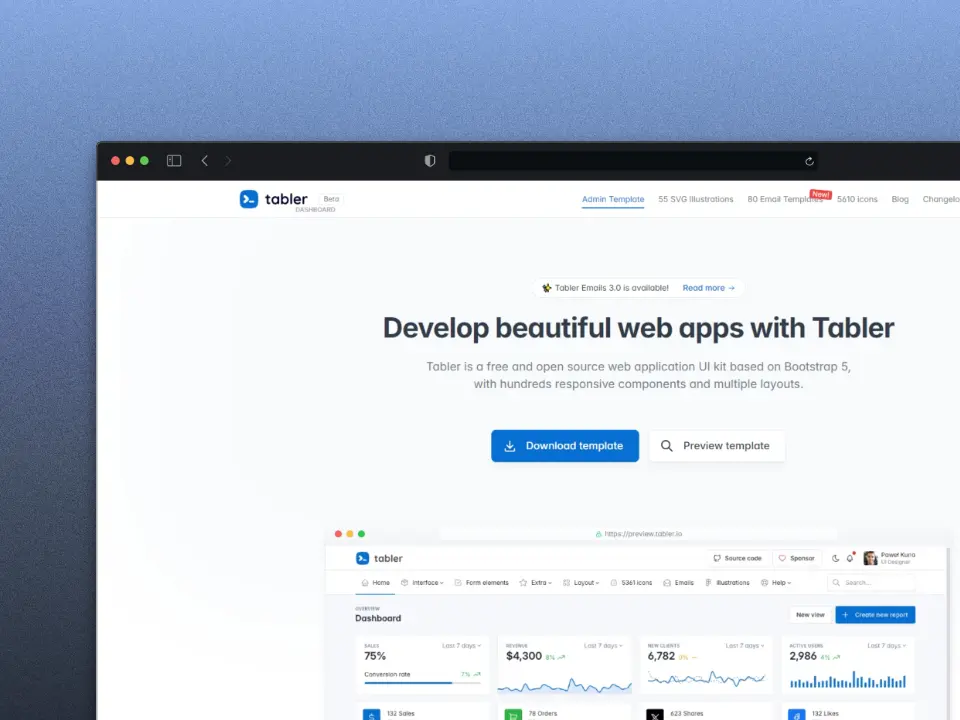 tabler Beta
DASHBOARD
Admin Template 55 SVG Illustrations 80 Email Templates New! 5610 icons Blog Changelo
Tabler Emails 3.0 is available! Read more →
Develop beautiful web apps with Tabler
Tabler is a free and open source web application UI kit based on Bootstrap 5,
with hundreds responsive components and multiple layouts.
Download template Preview template
https://preview.tabler.io
tabler Source code Sponsor Paweł Kuna
UI Designer
Home Interface Form elements Extra Layout 5361 icons Emails Illustrations Help Search...
OVERVIEW
Dashboard
New view + Create new report
SALES Last 7 days
75%
Conversion rate 7%
REVENUE Last 7 days
$4,300 8%
NEW CLIENTS Last 7 days
6,782 0%
ACTIVE USERS Last 7 days
2,986 4%
132 Sales 78 Orders 623 Shares 132 Likes